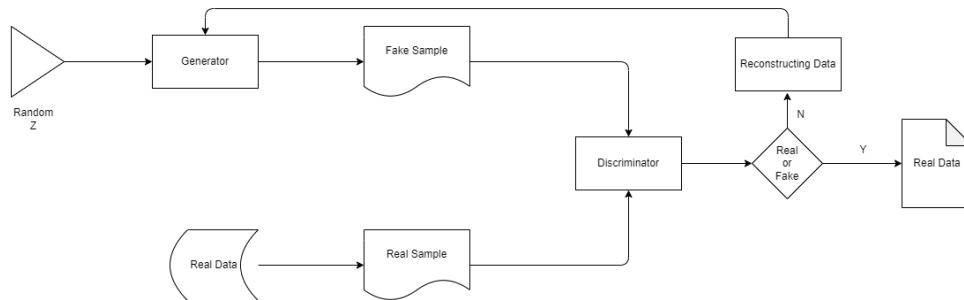 Random
Z
Generator
Fake Sample
Reconstructing Data
N
Discriminator
Real
or
Fake
Y
Real Data
Real Data
Real Sample